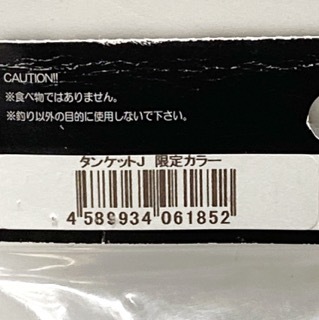 CAUTION!!
※食べ物ではありません。
※釣り以外の目的に使用しないで下さい。
タンケットJ 限定カラー
4 589934 061852